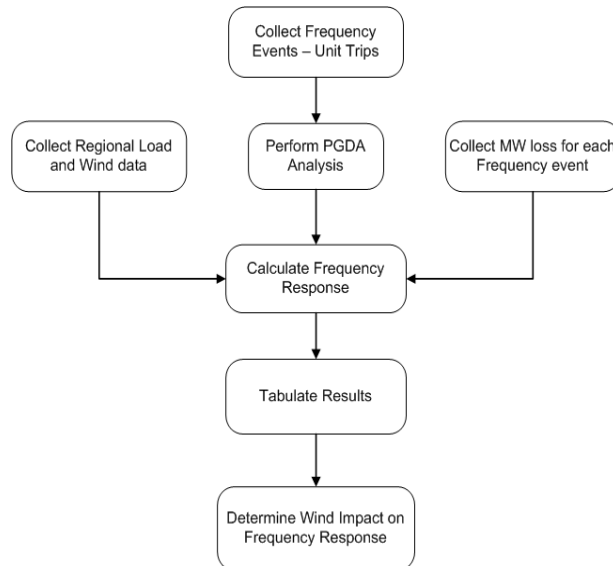 Collect Frequency
Events – Unit Trips
Collect Regional Load
and Wind data
Perform PGDA
Analysis
Collect MW loss for each
Frequency event
Calculate Frequency
Response
Tabulate Results
Determine Wind Impact on
Frequency Response